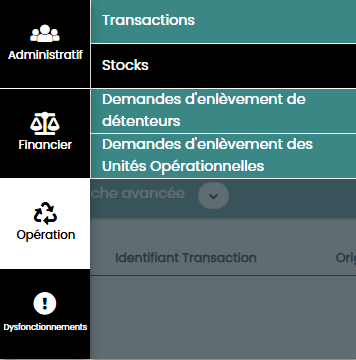 Administratif
Financier
Opération
Dysfonctionnements
Transactions
Stocks
Demandes d'enlèvement de
détenteurs
Demandes d'enlèvement des
Unités Opérationnelles
che avancée
Identifiant Transaction
Orig